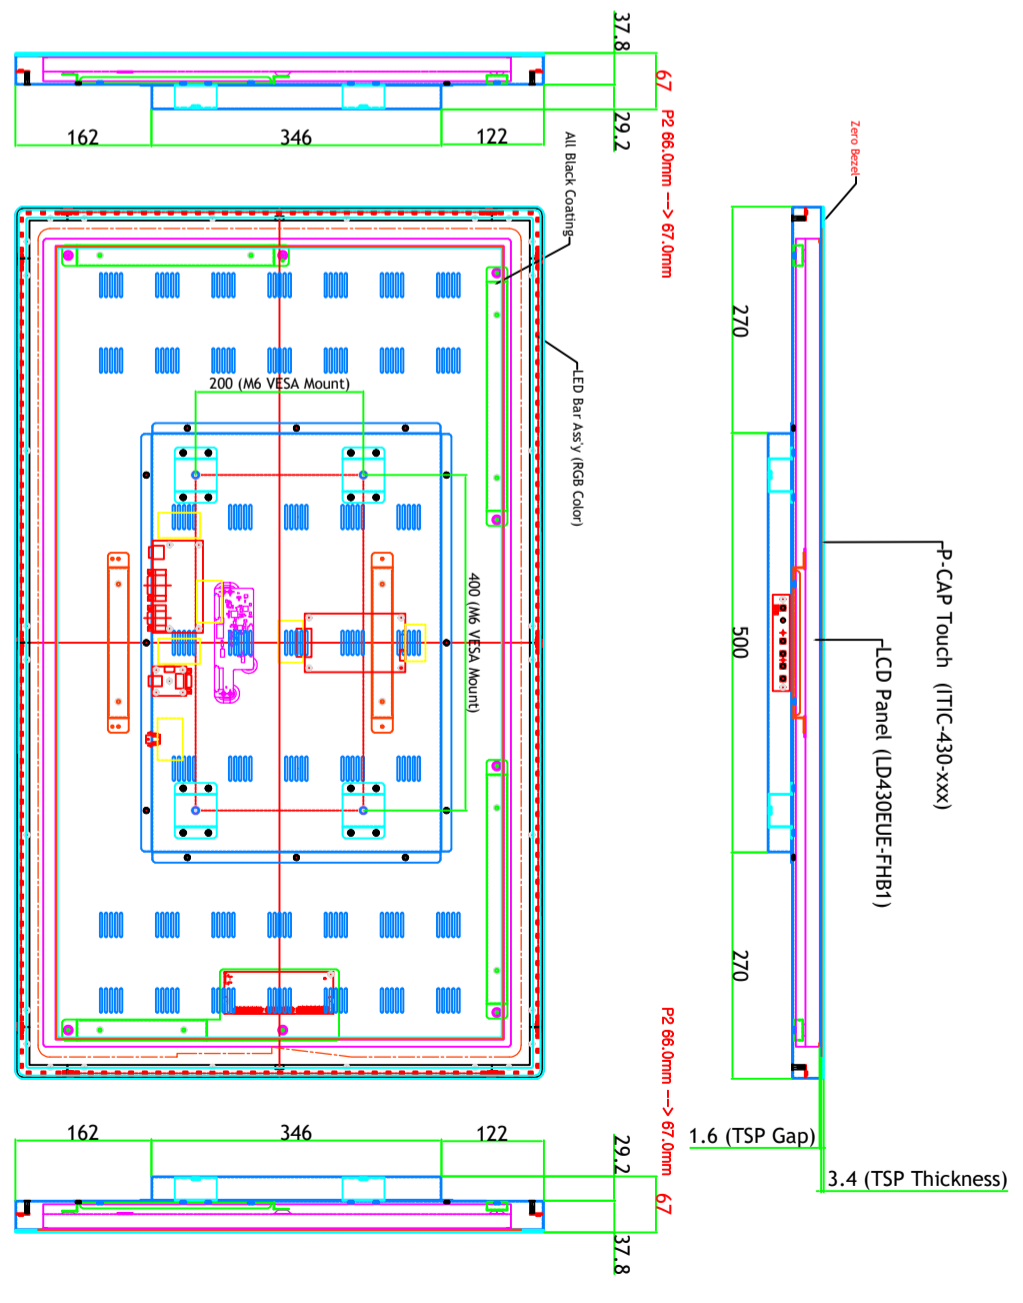 37.8
67
P2 66.0mm ---> 67.0mm
29.2
162
346
122
All Black Coating
Zero Bezel
LED Bar Ass'y (RGB Color)
200 (M6 VESA Mount)
400 (M6 VESA Mount)
270
500
270
P-CAP Touch (ITIC-430-xxx)
LCD Panel (LD430EUE-FHB1)
P2 66.0mm ---> 67.0mm
1.6 (TSP Gap)
3.4 (TSP Thickness)
162
346
122
29.2
67
37.8